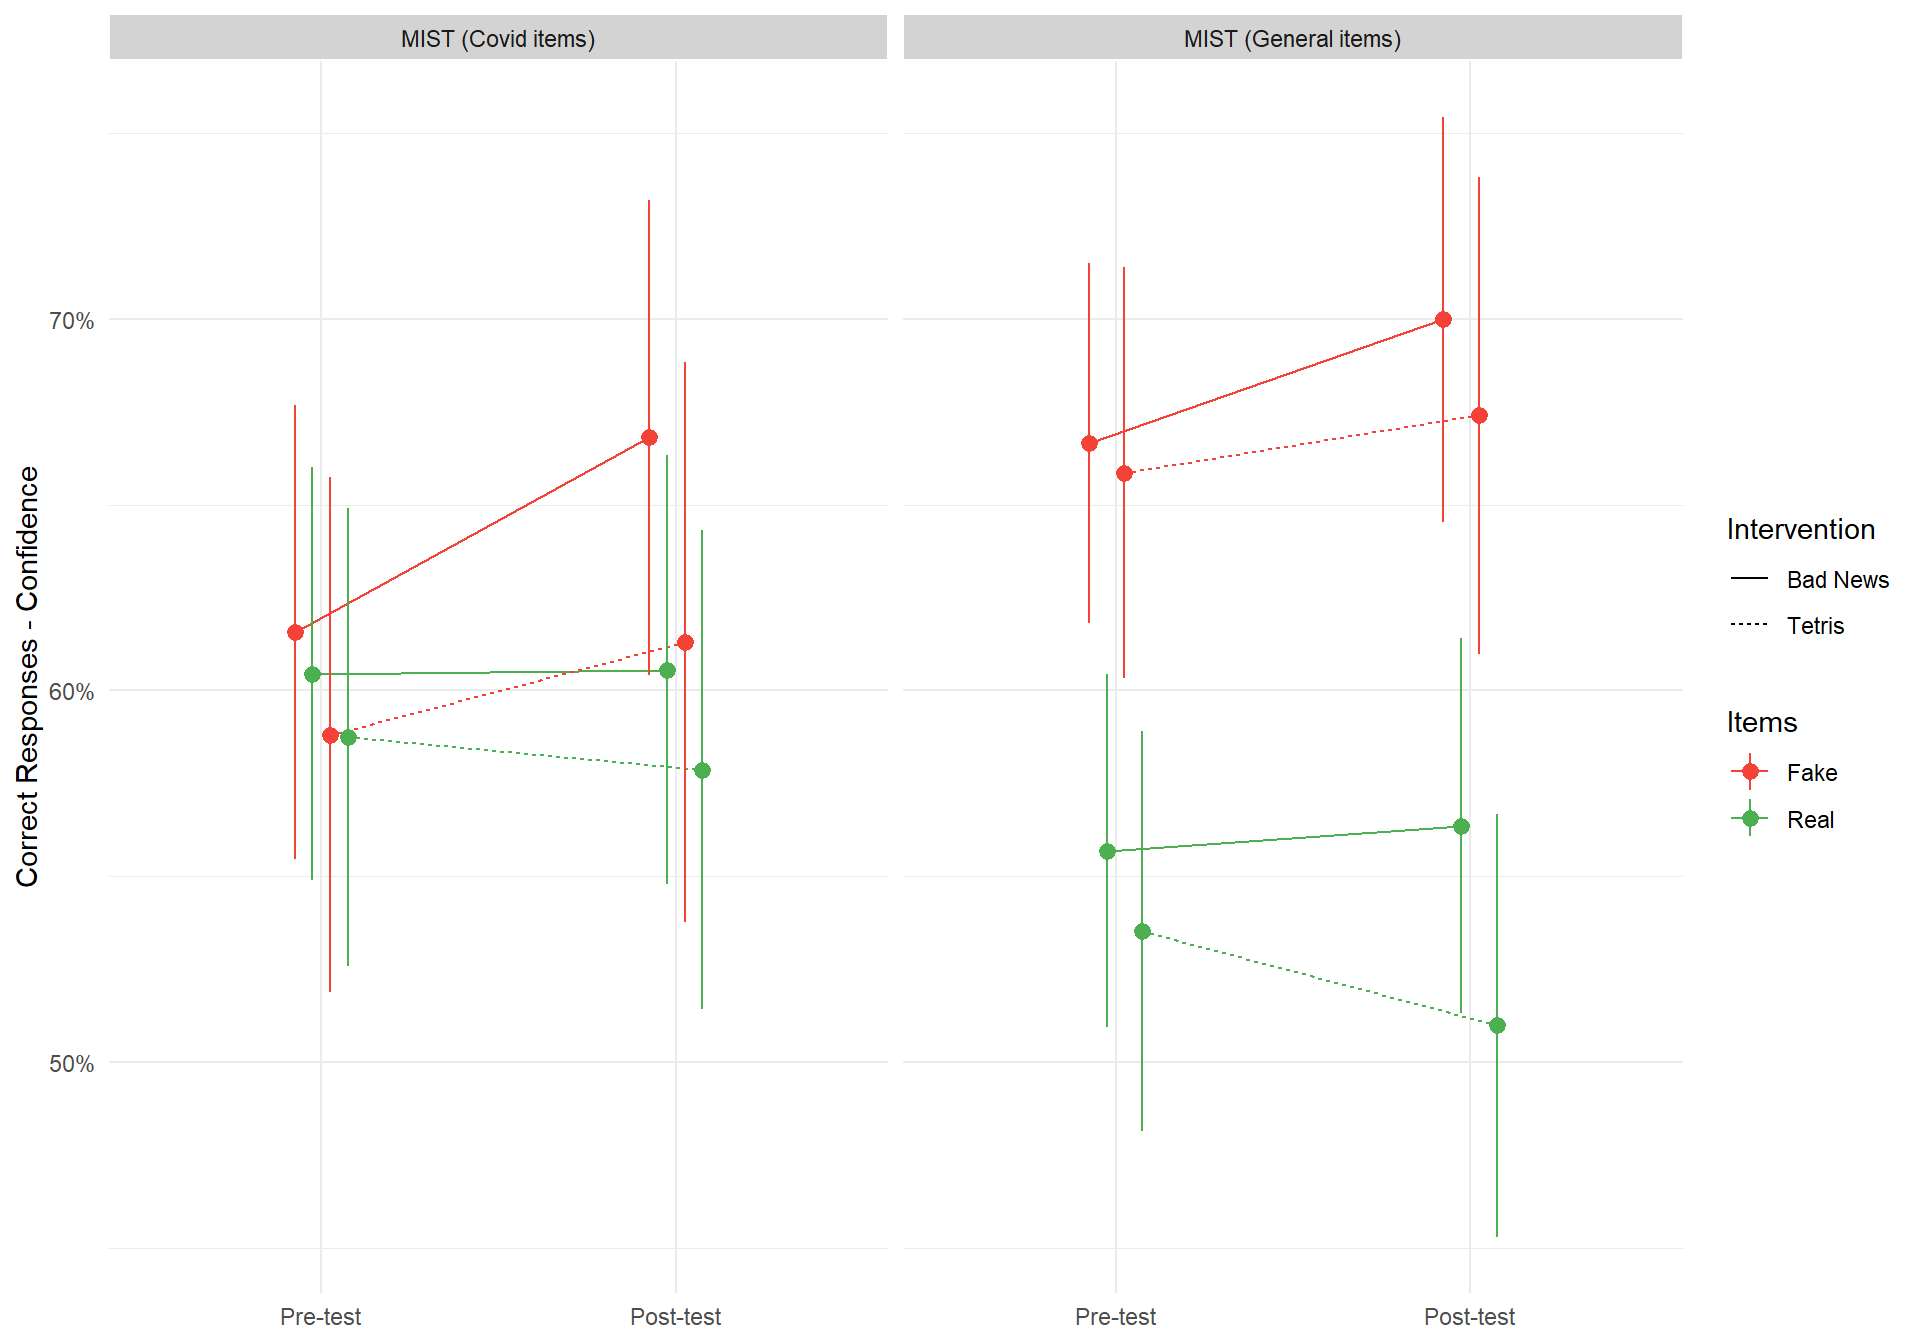 MIST (Covid items)
MIST (General items)
Correct Responses - Confidence
70%
60%
50%
Pre-test
Post-test
Pre-test
Post-test
Intervention
Bad News
Tetris
Items
Fake
Real